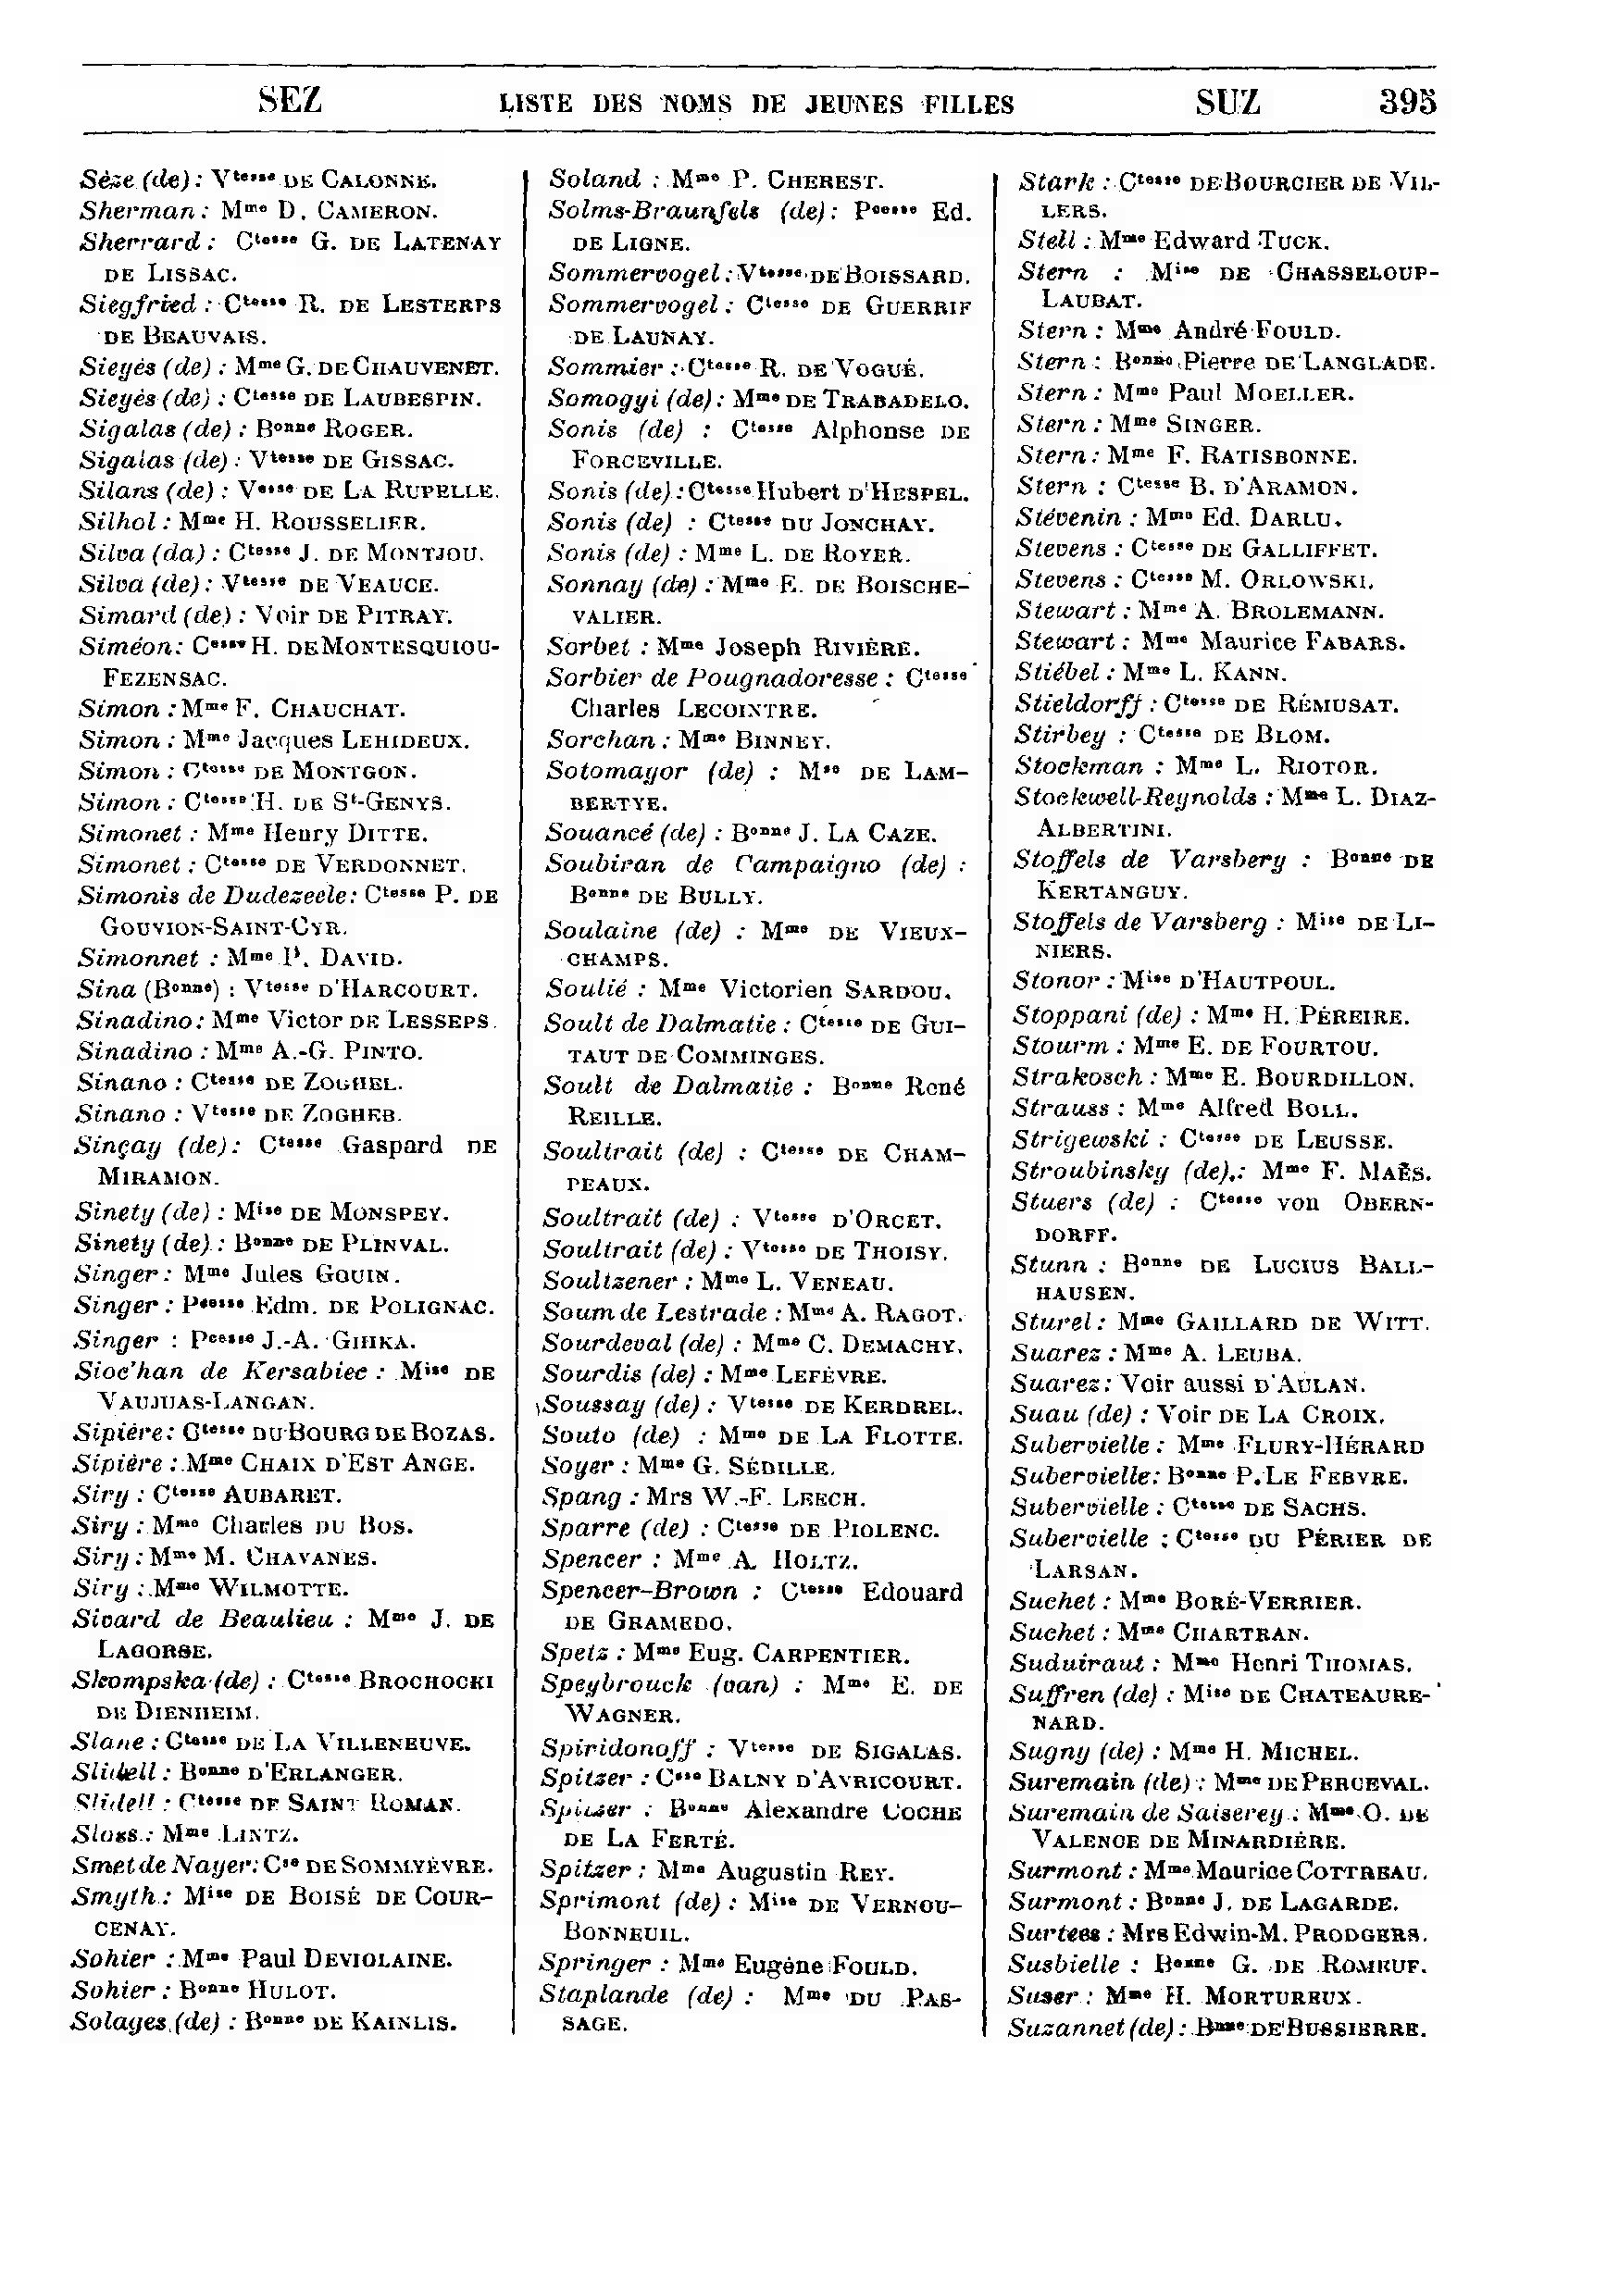 SEZ LISTE DES NOMS DE JEUNES FILLES SUZ 395
Sèze (de) : Vtesse DE CALONNE.
Sherman : Mme D. CAMERON.
Sherrard : Ctesse G. DE LATENAY
DE LISSAC.
Siegfried : Ctesse R. DE LESTERPS
DE BEAUVAIS.
Sieyès (de) : Mme G. DE CHAUVENET.
Sieyès (de) : Ctesse DE LAUBESPIN.
Sigalas (de) : Bonne ROGER.
Sigalas (de) : Vtesse DE GISSAC.
Silans (de) : Vesse DE LA RUPELLE.
Silhol : Mme H. ROUSSELIER.
Silva (da) : Ctesse J. DE MONTJOU.
Silva (de) : Vtesse DE VEAUCE.
Simard (de) : Voir DE PITRAY.
Siméon : Cesse H. DE MONTESQUIOU-
FEZENSAC.
Simon : Mme F. CHAUCHAT.
Simon : Mme Jacques LEHIDEUX.
Simon : Ctesse DE MONTGON.
Simon : Ctesse H. DE St-GENYS.
Simonet : Mme Henry DITTE.
Simonet : Ctesse DE VERDONNET.
Simonis de Dudezeele : Ctesse P. DE
GOUVION-SAINT-CYR.
Simonnet : Mme P. DAVID.
Sina (Bonne) : Vtesse D'HARCOURT.
Sinadino : Mme Victor DE LESSEPS.
Sinadino : Mme A.-G. PINTO.
Sinano : Ctesse DE ZOGHEL.
Sinano : Vtesse DE ZOGHEB.
Sinçay (de) : Ctesse Gaspard DE
MIRAMON.
Sinety (de) : Mise DE MONSPEY.
Sinety (de) : Bonne DE PLINVAL.
Singer : Mme Jules GOUIN.
Singer : Pcesse Edm. DE POLIGNAC.
Singer : Pcesse J.-A. GHIKA.
Sioc'han de Kersabiec : Mise DE
VAUJUAS-LANGAN.
Sipière : Ctesse DU BOURG DE BOZAS.
Sipière : Mme CHAIX D'EST ANGE.
Siry : Ctesse AUBARET.
Siry : Mme Charles DU BOS.
Siry : Mme M. CHAVANES.
Siry : Mme WILMOTTE.
Sivard de Beaulieu : Mme J. DE
LAGORSE.
Skompska (de) : Ctesse BROCHOCKI
DE DIENHEIM.
Slane : Ctesse DE LA VILLENEUVE.
Slidell : Bonne D'ERLANGER.
Slidell : Ctesse DE SAINT ROMAN.
Sloss : Mme LINTZ.
Smet de Nayer : Cse DE SOMMYÈVRE.
Smyth : Mise DE BOISÉ DE COUR-
CENAY.
Sohier : Mme Paul DEVIOLAINE.
Sohier : Bonne HULOT.
Solages (de) : Bonne DE KAINLIS.
Soland : Mme P. CHEREST.
Solms-Braunfels (de) : Pcesse Ed.
DE LIGNE.
Sommervogel : Vtesse DE BOISSARD.
Sommervogel : Ctesse DE GUERRIF
DE LAUNAY.
Sommier : Ctesse R. DE VOGUÉ.
Somogyi (de) : Mme DE TRABADELO.
Sonis (de) : Ctesse Alphonse DE
FORCEVILLE.
Sonis (de) : Ctesse Hubert D'HESPEL.
Sonis (de) : Ctesse DU JONCHAY.
Sonis (de) : Mme L. DE ROYER.
Sonnay (de) : Mme E. DE BOISCHE-
VALIER.
Sorbet : Mme Joseph RIVIÈRE.
Sorbier de Pougnadoresse : Ctesse
Charles LECOINTRE.
Sorchan : Mme BINNEY.
Sotomayor (de) : Mse DE LAM-
BERTYE.
Souancé (de) : Bonne J. LA CAZE.
Soubiran de Campaigno (de) :
Bonne DE BULLY.
Soulaine (de) : Mme DE VIEUX-
CHAMPS.
Soulié : Mme Victorien SARDOU.
Soult de Dalmatie : Ctesse DE GUI-
TAUT DE COMMINGES.
Soult de Dalmatie : Bonne René
REILLE.
Soultrait (de) : Ctesse DE CHAM-
PEAUX.
Soultrait (de) : Vtesse D'ORCET.
Soultrait (de) : Vtesse DE THOISY.
Soultzener : Mme L. VENEAU.
Soum de Lestrade : Mme A. RAGOT.
Sourdeval (de) : Mme C. DEMACHY.
Sourdis (de) : Mme LEFÈVRE.
Soussay (de) : Vtesse DE KERDREL.
Souto (de) : Mme DE LA FLOTTE.
Soyer : Mme G. SÉDILLE.
Spang : Mrs W.-F. LEECH.
Sparre (de) : Ctesse DE PIOLENC.
Spencer : Mme A. HOLTZ.
Spencer-Brown : Ctesse Edouard
DE GRAMEDO.
Spetz : Mme Eug. CARPENTIER.
Speybrouck (van) : Mme E. DE
WAGNER.
Spiridonoff : Vtesse DE SIGALAS.
Spitzer : Csse BALNY D'AVRICOURT.
Spitzer : Bonne Alexandre COCHE
DE LA FERTÉ.
Spitzer : Mme Augustin REY.
Sprimont (de) : Mise DE VERNOU-
BONNEUIL.
Springer : Mme Eugène FOULD.
Staplande (de) : Mme DU PAS-
SAGE.
Stark : Ctesse DE BOURCIER DE VIL-
LERS.
Stell : Mme Edward TUCK.
Stern : Mise DE CHASSELOUP-
LAUBAT.
Stern : Mme André FOULD.
Stern : Bonne Pierre DE LANGLADE.
Stern : Mme Paul MOELLER.
Stern : Mme SINGER.
Stern : Mme F. RATISBONNE.
Stern : Ctesse B. D'ARAMON.
Stévenin : Mme Ed. DARLU.
Stevens : Ctesse DE GALLIFFET.
Stevens : Ctesse M. ORLOWSKI.
Stewart : Mme A. BROLEMANN.
Stewart : Mme Maurice FABARS.
Stiébel : Mme L. KANN.
Stieldorff : Ctesse DE RÉMUSAT.
Stirbey : Ctesse DE BLOM.
Stockman : Mme L. RIOTOR.
Stockwell-Reynolds : Mme L. DIAZ-
ALBERTINI.
Stoffels de Varsbery : Bonne DE
KERTANGUY.
Stoffels de Varsberg : Mise DE LI-
NIERS.
Stonor : Mise D'HAUTPOUL.
Stoppani (de) : Mme H. PÉREIRE.
Stourm : Mme E. DE FOURTOU.
Strakosch : Mme E. BOURDILLON.
Strauss : Mme Alfred BOLL.
Strigewski : Ctesse DE LEUSSE.
Stroubinsky (de) : Mme F. MAËS.
Stuers (de) : Ctesse von OBERN-
DORFF.
Stunn : Bonne DE LUCIUS BALL-
HAUSEN.
Sturel : Mme GAILLARD DE WITT.
Suarez : Mme A. LEUBA.
Suarez : Voir aussi D'AULAN.
Suau (de) : Voir DE LA CROIX.
Subervielle : Mme FLURY-HÉRARD
Subervielle : Bonne P. LE FEBVRE.
Subervielle : Ctesse DE SACHS.
Subervielle : Ctesse DU PÉRIER DE
LARSAN.
Suchet : Mme BORÉ-VERRIER.
Suchet : Mme CHARTRAN.
Suduiraut : Mme Henri THOMAS.
Suffren (de) : Mise DE CHATEAURE-
NARD.
Sugny (de) : Mme H. MICHEL.
Suremain (de) : Mme DE PERCEVAL.
Suremain de Saiserey : Mme O. DE
VALENCE DE MINARDIÈRE.
Surmont : Mme Maurice COTTREAU.
Surmont : Bonne J. DE LAGARDE.
Surtees : Mrs Edwin-M. PRODGERS.
Susbielle : Bonne G. DE ROMEUF.
Suser : Mme H. MORTUREUX.
Suzannet (de) : Bnne DE BUSSIERRE.